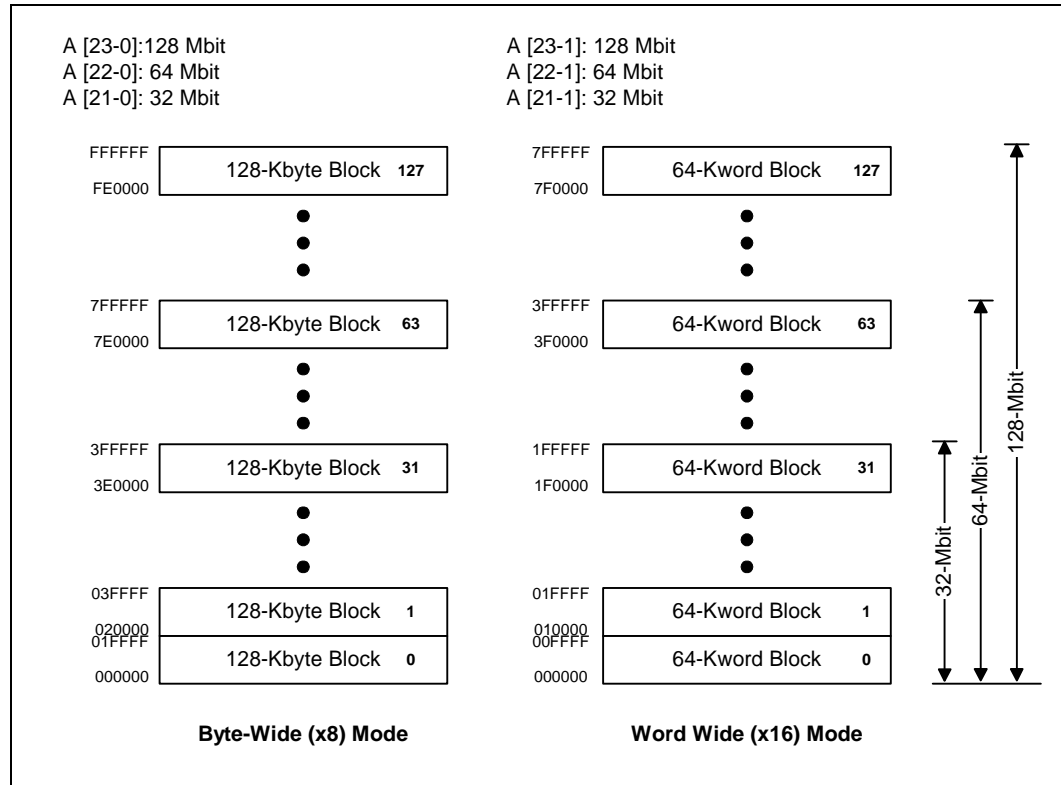 A [23-0]:128 Mbit
A [22-0]: 64 Mbit
A [21-0]: 32 Mbit
A [23-1]: 128 Mbit
A [22-1]: 64 Mbit
A [21-1]: 32 Mbit
FFFFFF
128-Kbyte Block 127
FE0000
7FFFFF
64-Kword Block 127
7F0000
7FFFFF
128-Kbyte Block 63
7E0000
3FFFFF
64-Kword Block 63
3F0000
3FFFFF
128-Kbyte Block 31
3E0000
1FFFFF
64-Kword Block 31
1F0000
03FFFF
128-Kbyte Block 1
020000
01FFFF
128-Kbyte Block 0
000000
01FFFF
64-Kword Block 1
010000
00FFFF
64-Kword Block 0
000000
32-Mbit
64-Mbit
128-Mbit
Byte-Wide (x8) Mode
Word Wide (x16) Mode